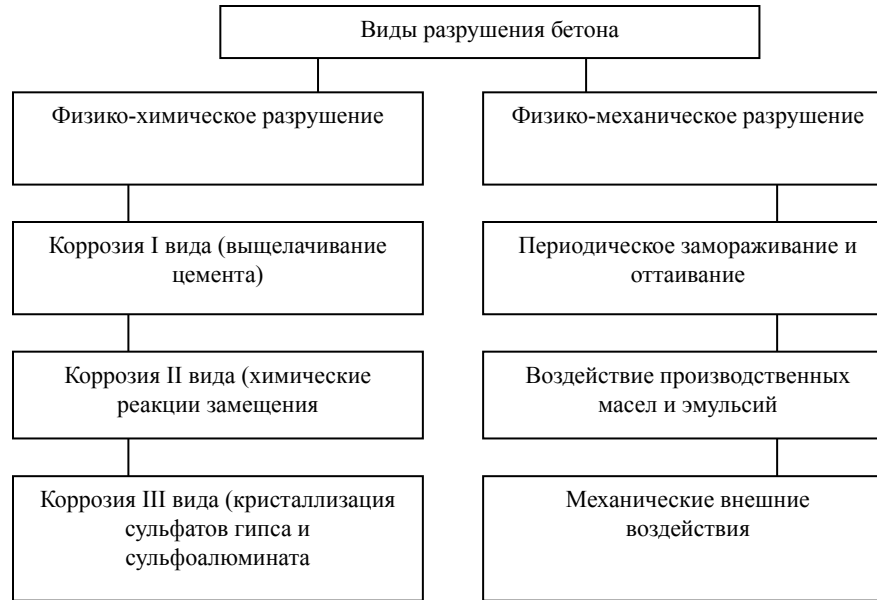 Виды разрушения бетона
Физико-химическое разрушение
Физико-механическое разрушение
Коррозия I вида (выщелачивание
цемента)
Периодическое замораживание и
оттаивание
Коррозия II вида (химические
реакции замещения
Воздействие производственных
масел и эмульсий
Коррозия III вида (кристаллизация
сульфатов гипса и
сульфоалюмината
Механические внешние
воздействия